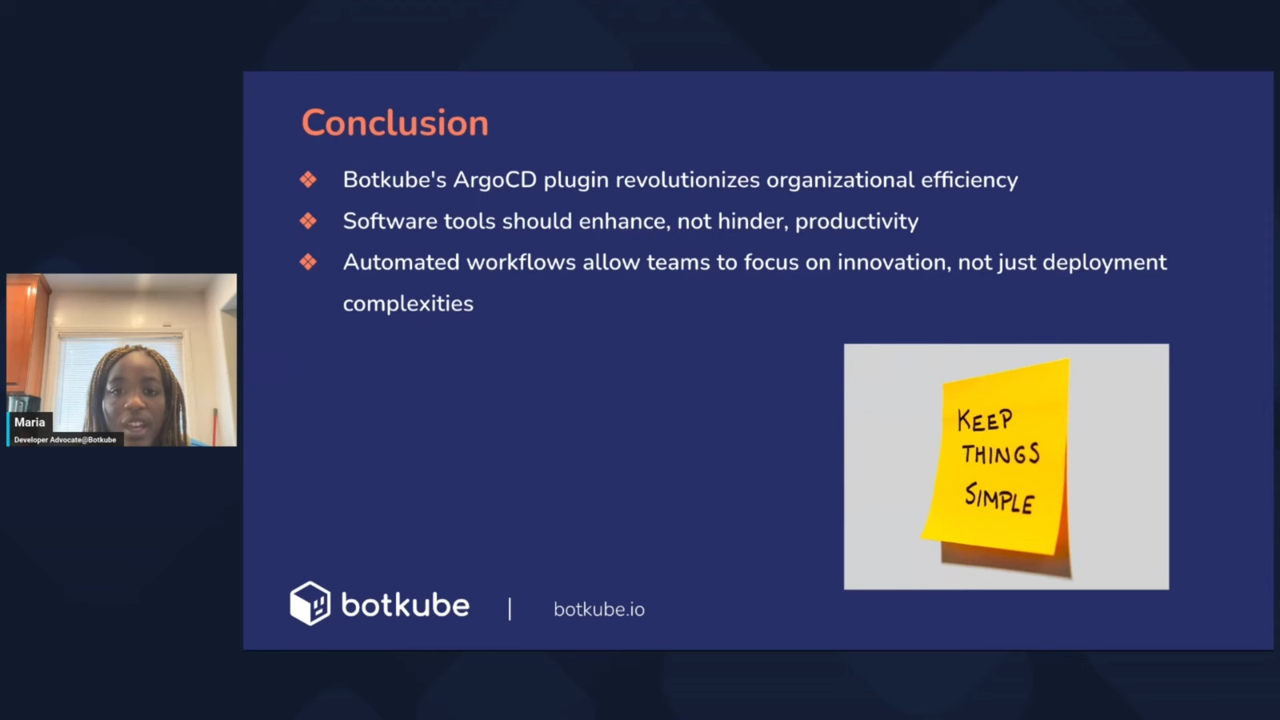 Conclusion
❖ Botkube's ArgoCD plugin revolutionizes organizational efficiency
❖ Software tools should enhance, not hinder, productivity
❖ Automated workflows allow teams to focus on innovation, not just deployment
complexities
KEEP
THINGS
SIMPLE
Maria
Developer Advocate@Botkube
botkube | botkube.io